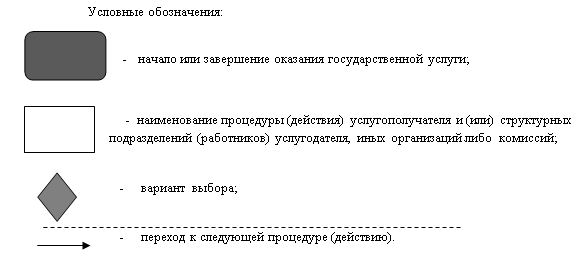 Условные обозначения:
- начало или завершение оказания государственной услуги;
- наименование процедуры (действия) услугополучателя и (или) структурных
подразделений (работников) услугодателя, иных организаций либо комиссий;
- вариант выбора;
- переход к следующей процедуре (действию).